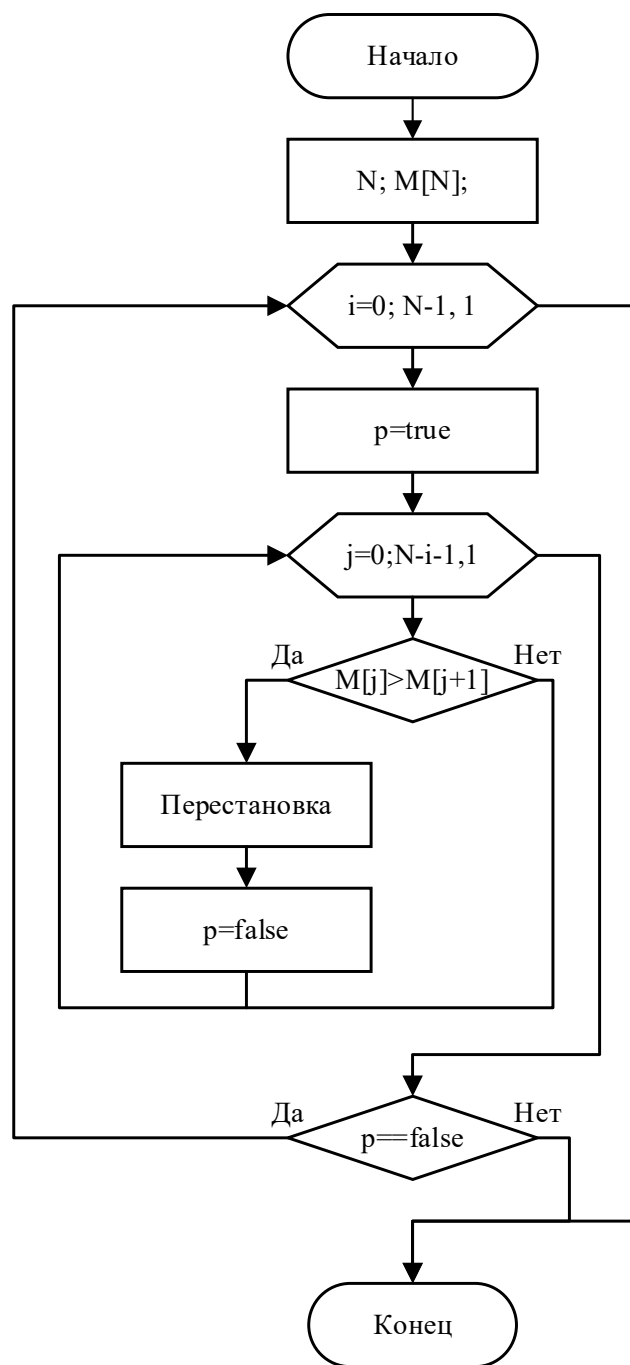 Начало
N; M[N];
i=0; N-1, 1
p=true
j=0;N-i-1,1
Да
Нет
M[j]>M[j+1]
Перестановка
p=false
Да
Нет
p==false
Конец